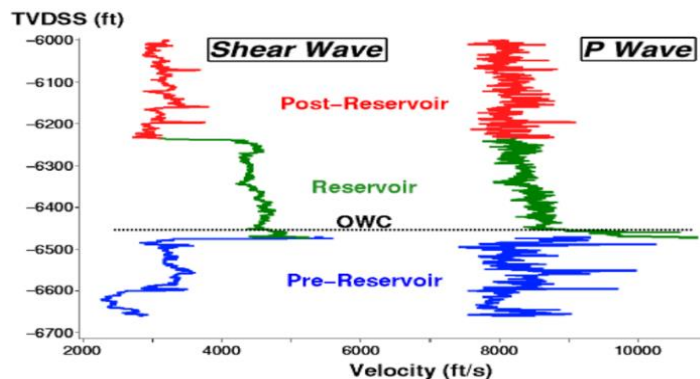 TVDSS (ft)
Shear Wave
P Wave
Post-Reservoir
Reservoir
OWC
Pre-Reservoir
-6000
-6100
-6200
-6300
-6400
-6500
-6600
-6700
2000
4000
6000
8000
10000
Velocity (ft/s)